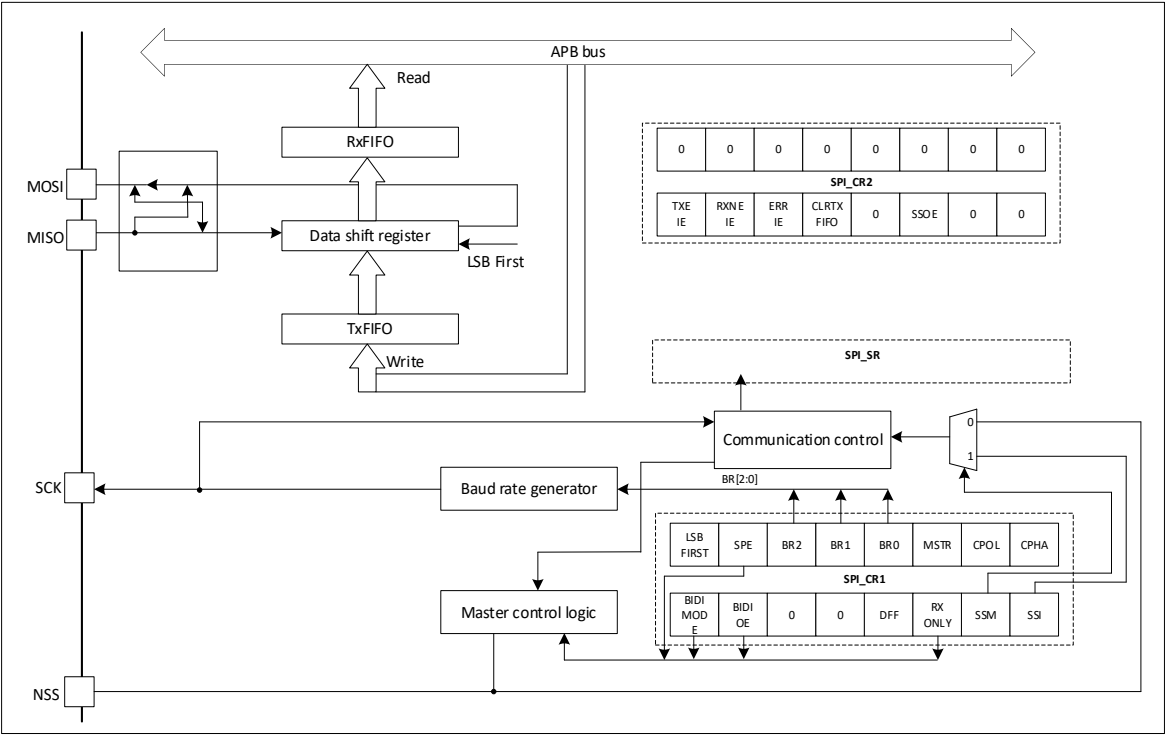 APB bus
Read
RxFIFO
MOSI
MISO
Data shift register
LSB First
TxFIFO
Write
0 0 0 0 0 0 0 0
SPI_CR2
TXE IE RXNE IE ERR IE CLRTX FIFO 0 SSOE 0 0
SPI_SR
Communication control
0
1
SCK
Baud rate generator
BR[2:0]
LSB FIRST SPE BR2 BR1 BR0 MSTR CPOL CPHA
SPI_CR1
BIDI MOD E BIDI OE 0 0 DFF RX ONLY SSM SSI
Master control logic
NSS